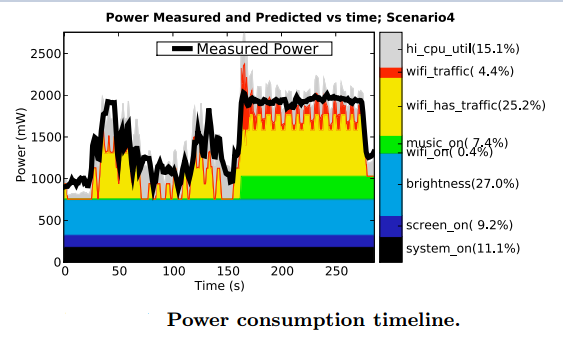 Power Measured and Predicted vs time; Scenario4
Measured Power
Power (mW)
2500
2000
1500
1000
500
0
0 50 100 150 200 250
Time (s)
hi_cpu_util(15.1%)
wifi_traffic( 4.4%)
wifi_has_traffic(25.2%)
music_on( 7.4%)
wifi_on( 0.4%)
brightness(27.0%)
screen_on( 9.2%)
system_on(11.1%)
Power consumption timeline.